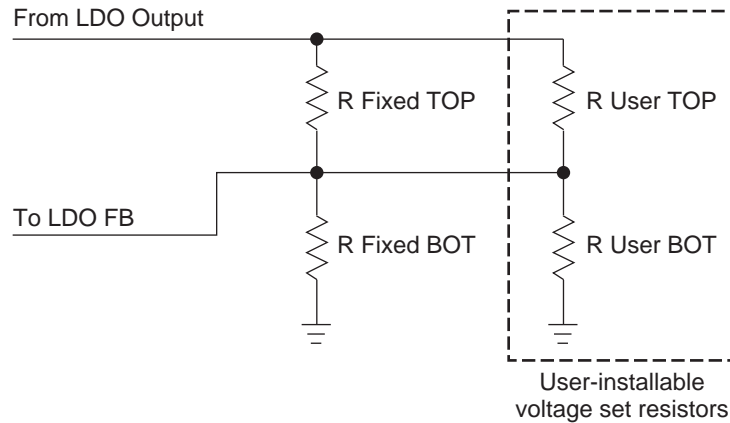 From LDO Output
R Fixed TOP
R User TOP
To LDO FB
R Fixed BOT
R User BOT
User-installable
voltage set resistors